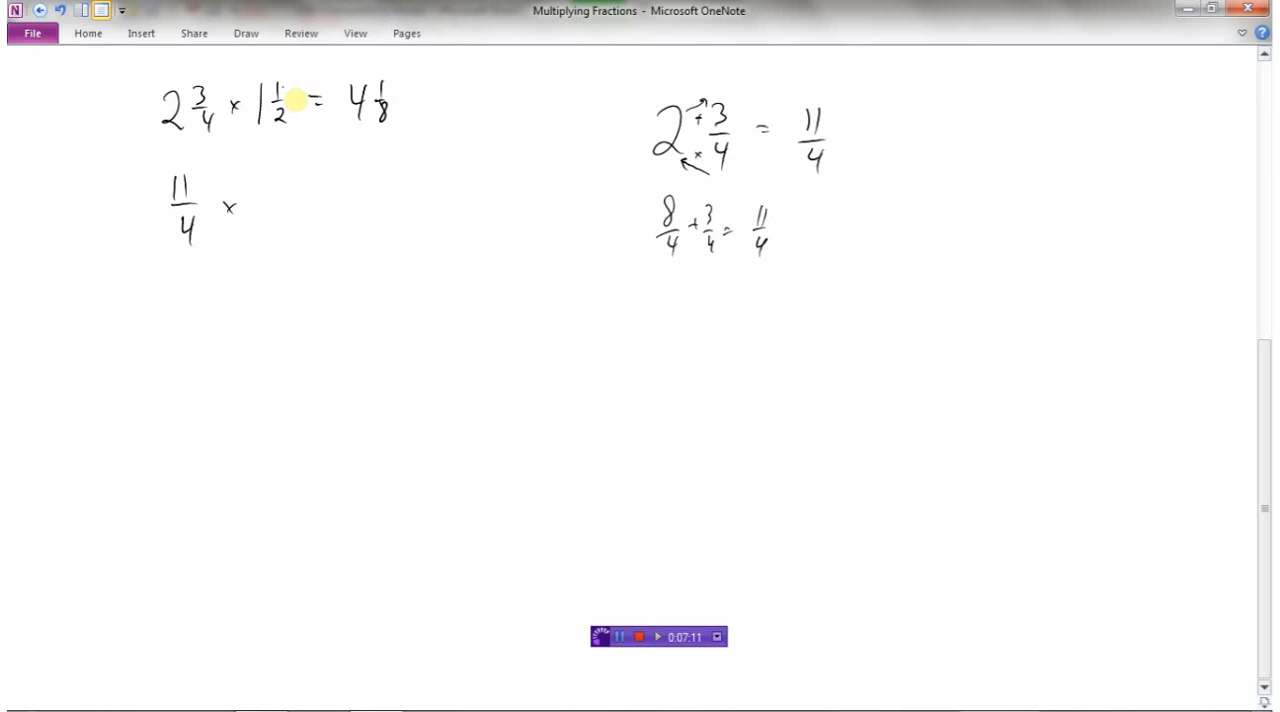 Multiplying Fractions - Microsoft OneNote
File Home Insert Share Draw Review View Pages
2 3/4 × 1 1/2 = 4 1/8
11/4 ×
2 + 3/4 × = 11/4
8/4 + 3/4 = 11/4
0:07:11